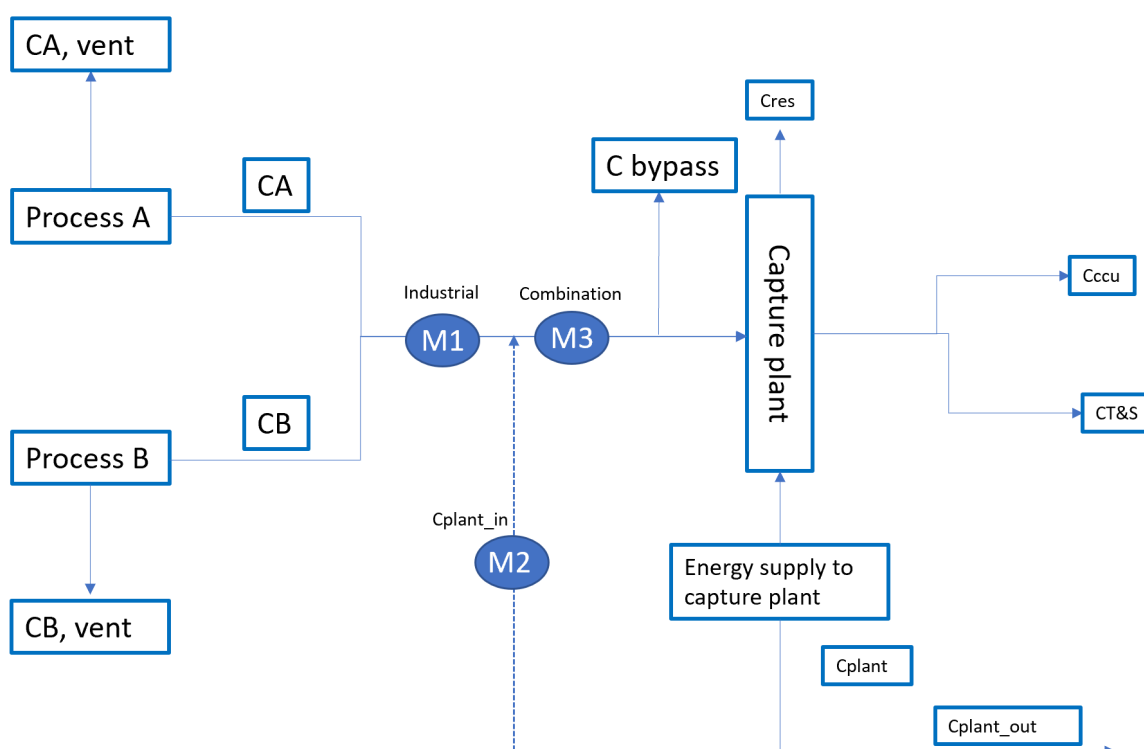 CA, vent
Cres
C bypass
CA
Process A
Capture plant
Cccu
Industrial
Combination
M1
M3
CT&S
CB
Process B
Cplant_in
M2
Energy supply to
capture plant
CB, vent
Cplant
Cplant_out